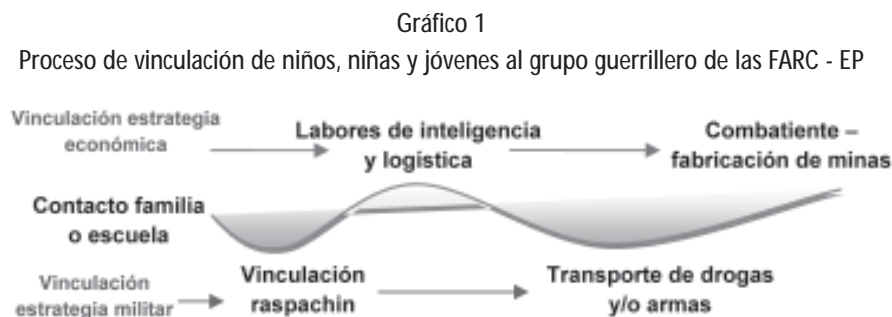 Gráfico 1
Proceso de vinculación de niños, niñas y jóvenes al grupo guerrillero de las FARC - EP
Vinculación estrategia
económica
Labores de inteligencia
y logística
Combatiente –
fabricación de minas
Contacto familia
o escuela
Vinculación
estrategia militar
Vinculación
raspachin
Transporte de drogas
y/o armas